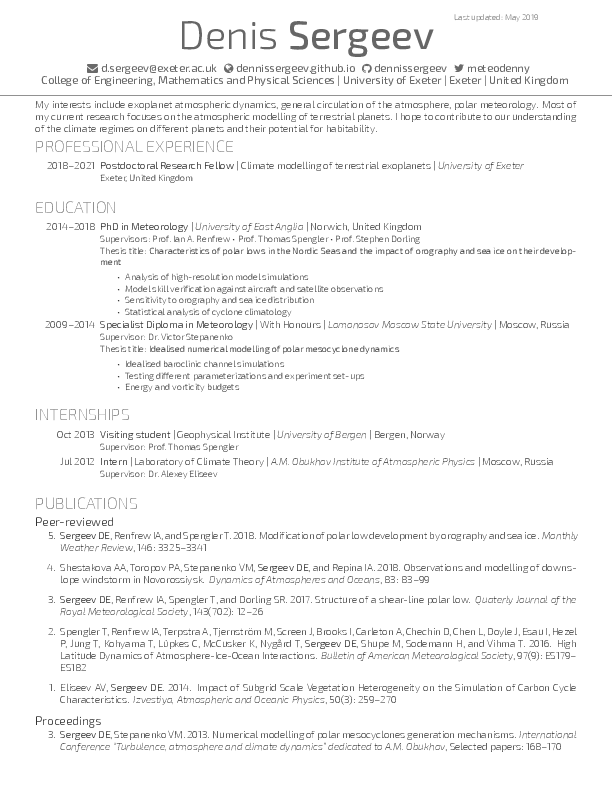 Last updated: May 2019
Denis Sergeev
d.sergeev@exeter.ac.uk dennissergeev.github.io dennissergeev meteodenny
College of Engineering, Mathematics and Physical Sciences | University of Exeter | Exeter | United Kingdom
My interests include exoplanet atmospheric dynamics, general circulation of the atmosphere, polar meteorology. Most of
my current research focuses on the atmospheric modelling of terrestrial planets. I hope to contribute to our understanding
of the climate regimes on different planets and their potential for habitability.
PROFESSIONAL EXPERIENCE
2018–2021 Postdoctoral Research Fellow | Climate modelling of terrestrial exoplanets | University of Exeter
Exeter, United Kingdom
EDUCATION
2014–2018 PhD in Meteorology | University of East Anglia | Norwich, United Kingdom
Supervisors: Prof. Ian A. Renfrew • Prof. Thomas Spengler • Prof. Stephen Dorling
Thesis title: Characteristics of polar lows in the Nordic Seas and the impact of orography and sea ice on their develop-
ment
• Analysis of high-resolution model simulations
• Model skill verification against aircraft and satellite observations
• Sensitivity to orography and sea ice distribution
• Statistical analysis of cyclone climatology
2009–2014 Specialist Diploma in Meteorology | With Honours | Lomonosov Moscow State University | Moscow, Russia
Supervisor: Dr. Victor Stepanenko
Thesis title: Idealised numerical modelling of polar mesocyclone dynamics
• Idealised baroclinic channel simulations
• Testing different parameterizations and experiment set-ups
• Energy and vorticity budgets
INTERNSHIPS
Oct 2013 Visiting student | Geophysical Institute | University of Bergen | Bergen, Norway
Supervisor: Prof. Thomas Spengler
Jul 2012 Intern | Laboratory of Climate Theory | A.M. Obukhov Institute of Atmospheric Physics | Moscow, Russia
Supervisor: Dr. Alexey Eliseev
PUBLICATIONS
Peer-reviewed
5. Sergeev DE, Renfrew IA, and Spengler T. 2018. Modification of polar low development by orography and sea ice. Monthly
Weather Review, 146: 3325–3341
4. Shestakova AA, Toropov PA, Stepanenko VM, Sergeev DE, and Repina IA. 2018. Observations and modelling of downs-
lope windstorm in Novorossiysk. Dynamics of Atmospheres and Oceans, 83: 83–99
3. Sergeev DE, Renfrew IA, Spengler T, and Dorling SR. 2017. Structure of a shear-line polar low. Quaterly Journal of the
Royal Meteorological Society, 143(702): 12–26
2. Spengler T, Renfrew IA, Terpstra A, Tjernström M, Screen J, Brooks I, Carleton A, Chechin D, Chen L, Doyle J, Esau I, Hezel
P, Jung T, Kohyama T, Lüpkes C, McCusker K, Nygård T, Sergeev DE, Shupe M, Sodemann H, and Vihma T. 2016. High
Latitude Dynamics of Atmosphere-Ice-Ocean Interactions. Bulletin of American Meteorological Society, 97(9): ES179–
ES182
1. Eliseev AV, Sergeev DE. 2014. Impact of Subgrid Scale Vegetation Heterogeneity on the Simulation of Carbon Cycle
Characteristics. Izvestiya, Atmospheric and Oceanic Physics, 50(3): 259–270
Proceedings
3. Sergeev DE, Stepanenko VM. 2013. Numerical modelling of polar mesocyclones generation mechanisms. International
Conference "Turbulence, atmosphere and climate dynamics" dedicated to A.M. Obukhov, Selected papers: 168–170